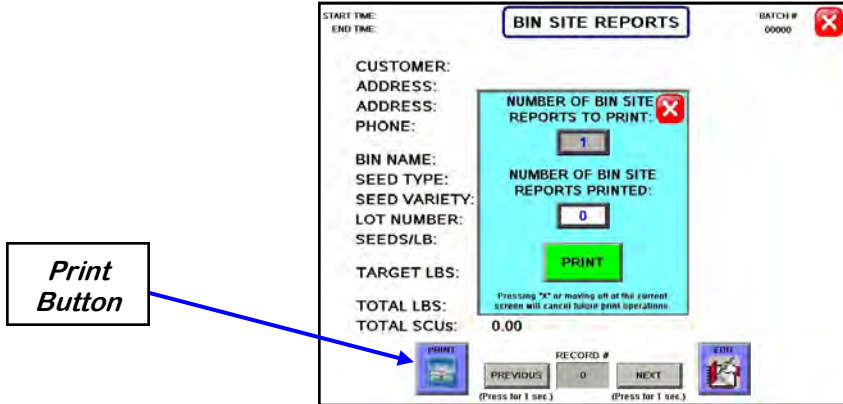 START TIME:
END TIME:
BIN SITE REPORTS
BATCH #
00000
CUSTOMER:
ADDRESS:
ADDRESS:
PHONE:
BIN NAME:
SEED TYPE:
SEED VARIETY:
LOT NUMBER:
SEEDS/LB:
TARGET LBS:
TOTAL LBS:
TOTAL SCUs: 0.00
NUMBER OF BIN SITE
REPORTS TO PRINT:
1
NUMBER OF BIN SITE
REPORTS PRINTED:
0
PRINT
Pressing "X" or moving off of the current
screen will cancel future print operations.
Print
Button
PRINT
RECORD #
PREVIOUS 0 NEXT
(Press for 1 sec.) (Press for 1 sec.)
EDIT